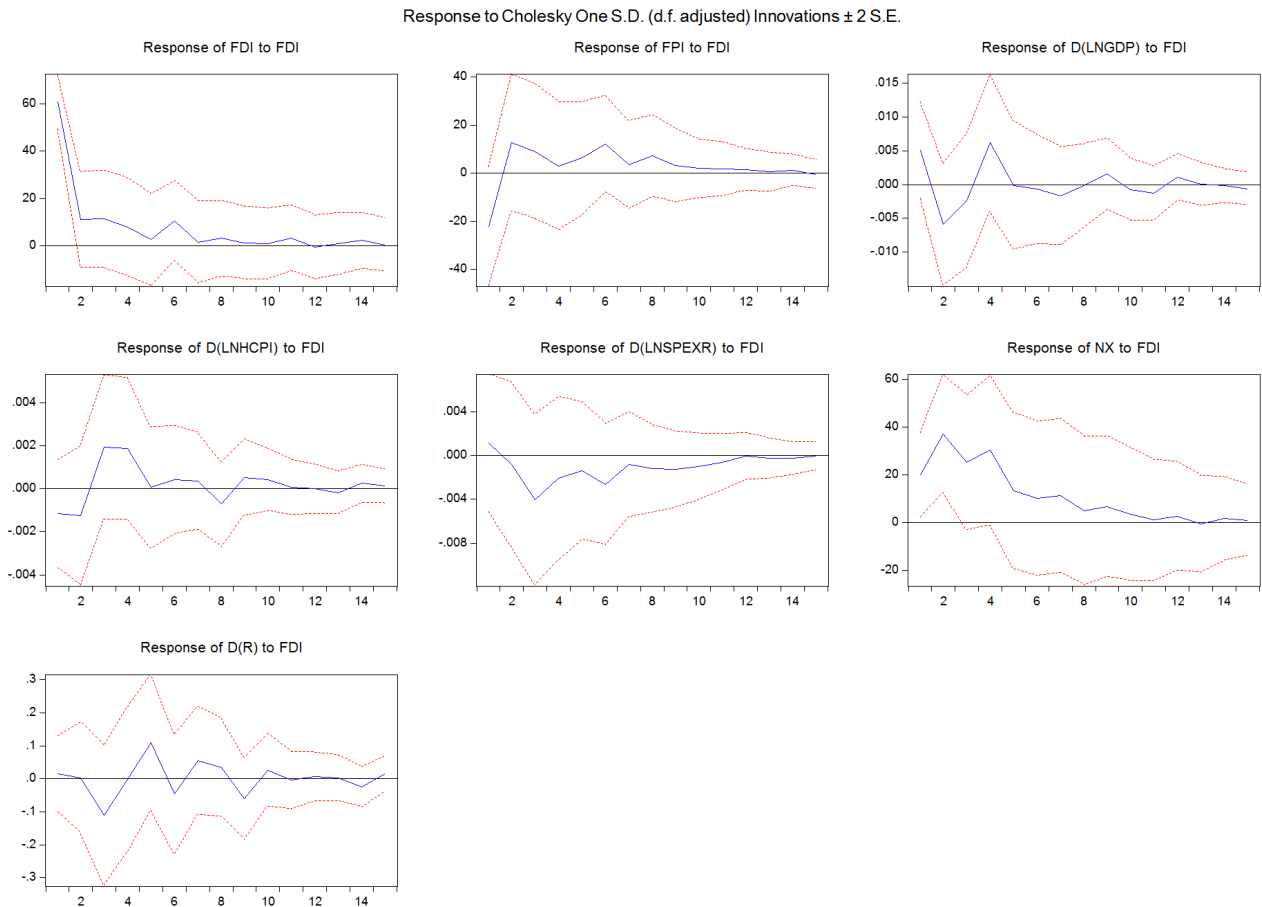 Response to Cholesky One S.D. (d.f. adjusted) Innovations ± 2 S.E.
Response of FDI to FDI
60
40
20
0
2 4 6 8 10 12 14
Response of FPI to FDI
40
20
0
-20
-40
2 4 6 8 10 12 14
Response of D(LNGDP) to FDI
.015
.010
.005
.000
-.005
-.010
2 4 6 8 10 12 14
Response of D(LNHCPI) to FDI
.004
.002
.000
-.002
-.004
2 4 6 8 10 12 14
Response of D(LNSPEXR) to FDI
.004
.000
-.004
-.008
2 4 6 8 10 12 14
Response of NX to FDI
60
40
20
0
-20
2 4 6 8 10 12 14
Response of D(R) to FDI
.3
.2
.1
.0
-.1
-.2
-.3
2 4 6 8 10 12 14